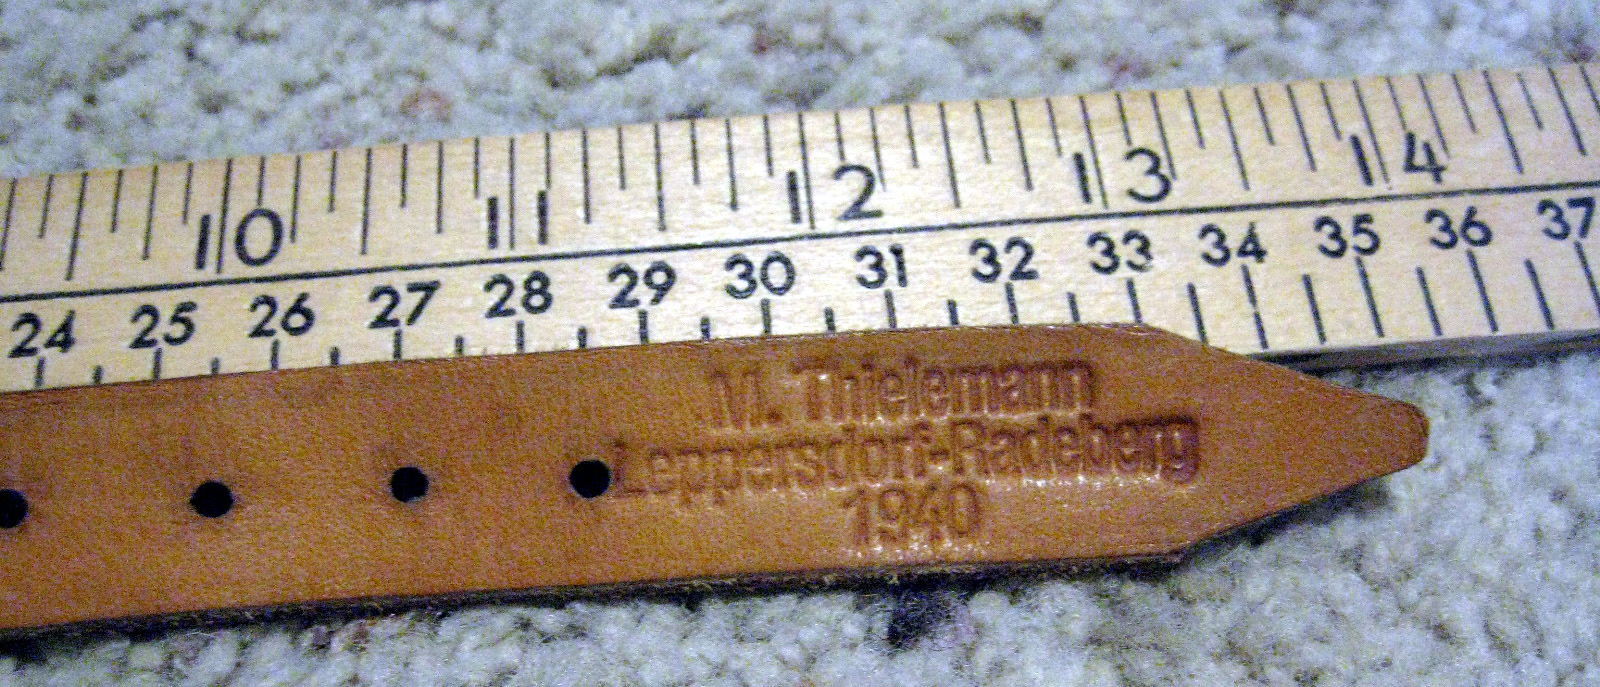 10 11 12 13 14
24 25 26 27 28 29 30 31 32 33 34 35 36 37
M. Thielemann
Leppersdorf-Radeberg
1940